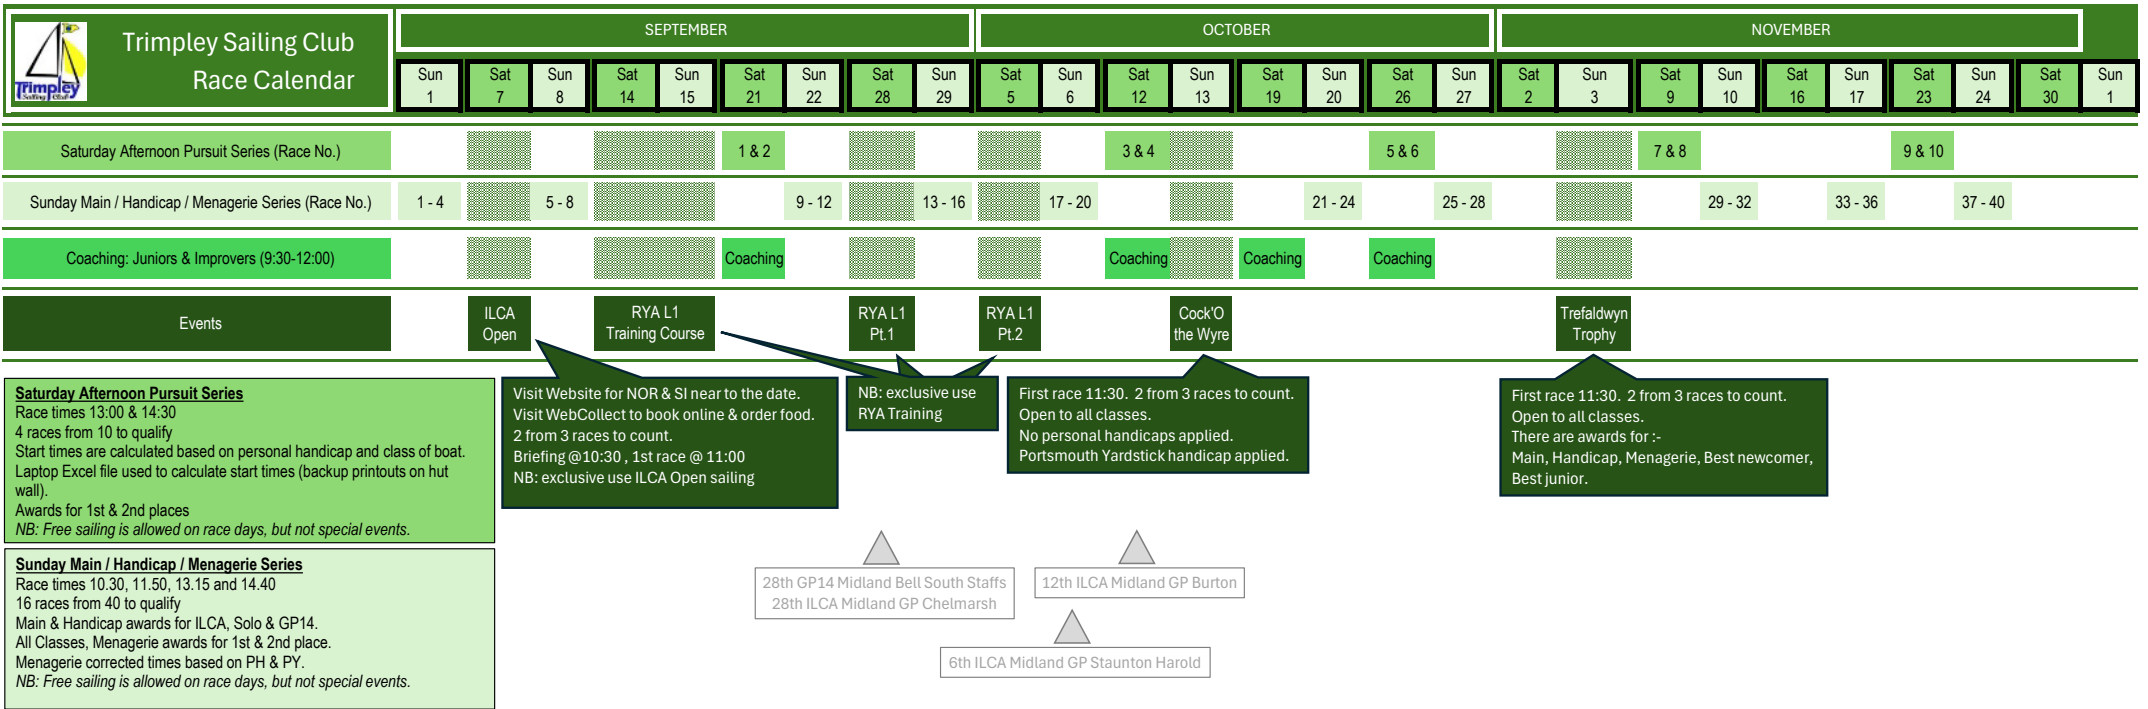 Trimpley Sailing Club
Race Calendar
Trimpley
Sailing Club
SEPTEMBER
OCTOBER
NOVEMBER
Sun 1
Sat 7
Sun 8
Sat 14
Sun 15
Sat 21
Sun 22
Sat 28
Sun 29
Sat 5
Sun 6
Sat 12
Sun 13
Sat 19
Sun 20
Sat 26
Sun 27
Sat 2
Sun 3
Sat 9
Sun 10
Sat 16
Sun 17
Sat 23
Sun 24
Sat 30
Sun 1
Saturday Afternoon Pursuit Series (Race No.)
1 & 2
3 & 4
5 & 6
7 & 8
9 & 10
Sunday Main / Handicap / Menagerie Series (Race No.)
1 - 4
5 - 8
9 - 12
13 - 16
17 - 20
21 - 24
25 - 28
29 - 32
33 - 36
37 - 40
Coaching: Juniors & Improvers (9:30-12:00)
Coaching
Coaching
Coaching
Coaching
Events
ILCA
Open
RYA L1
Training Course
RYA L1
Pt.1
RYA L1
Pt.2
Cock'O
the Wyre
Trefaldwyn
Trophy
Saturday Afternoon Pursuit Series
Race times 13:00 & 14:30
4 races from 10 to qualify
Start times are calculated based on personal handicap and class of boat.
Laptop Excel file used to calculate start times (backup printouts on hut
wall).
Awards for 1st & 2nd places
NB: Free sailing is allowed on race days, but not special events.
Visit Website for NOR & SI near to the date.
Visit WebCollect to book online & order food.
2 from 3 races to count.
Briefing @10:30 , 1st race @ 11:00
NB: exclusive use ILCA Open sailing
NB: exclusive use
RYA Training
First race 11:30. 2 from 3 races to count.
Open to all classes.
No personal handicaps applied.
Portsmouth Yardstick handicap applied.
First race 11:30. 2 from 3 races to count.
Open to all classes.
There are awards for :-
Main, Handicap, Menagerie, Best newcomer,
Best junior.
Sunday Main / Handicap / Menagerie Series
Race times 10.30, 11.50, 13.15 and 14.40
16 races from 40 to qualify
Main & Handicap awards for ILCA, Solo & GP14.
All Classes, Menagerie awards for 1st & 2nd place.
Menagerie corrected times based on PH & PY.
NB: Free sailing is allowed on race days, but not special events.
28th GP14 Midland Bell South Staffs
28th ILCA Midland GP Chelmarsh
12th ILCA Midland GP Burton
6th ILCA Midland GP Staunton Harold